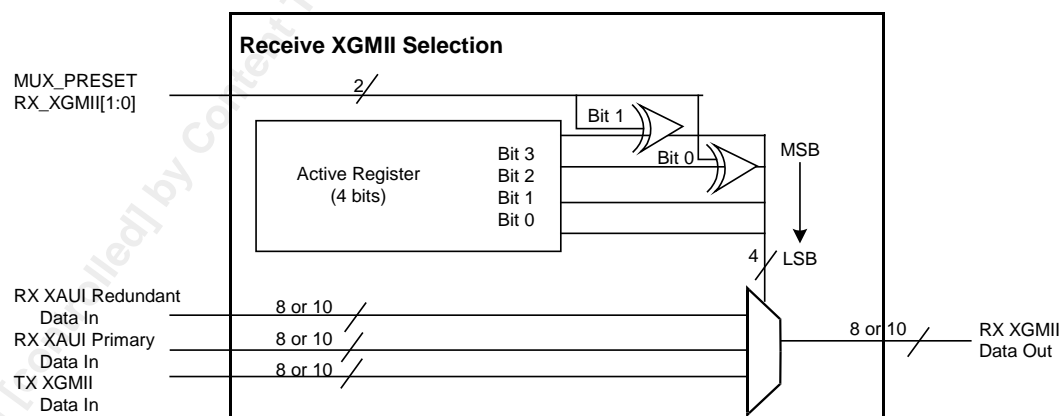 Receive XGMII Selection
MUX_PRESET
RX_XGMII[1:0]
2
Bit 1
Bit 0
MSB
Active Register
(4 bits)
Bit 3
Bit 2
Bit 1
Bit 0
4
LSB
RX XAUI Redundant
Data In
8 or 10
RX XAUI Primary
Data In
8 or 10
TX XGMII
Data In
8 or 10
8 or 10
RX XGMII
Data Out
[controlled] by Content